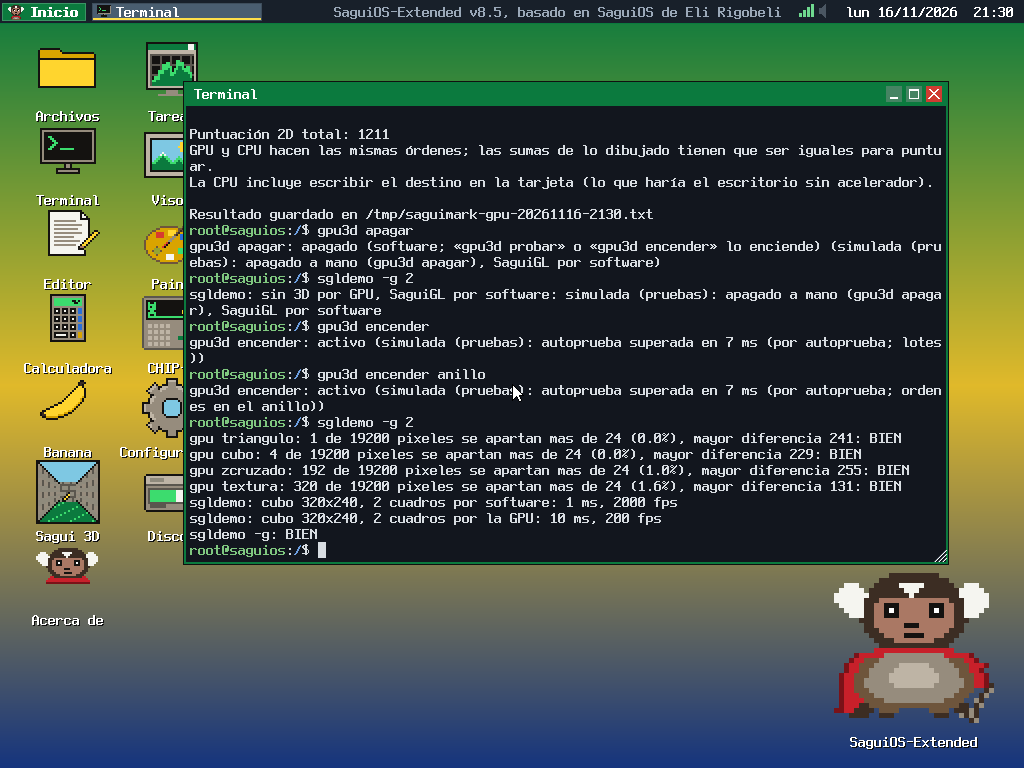 Inicio
Terminal
SaguiOS-Extended v8.5, basado en SaguiOS de Eli Rigobeli
lun 16/11/2026 21:30
Archivos
Terminal
Editor
Calculadora
Banana
Sagui 3D
Acerca de
Tarea
Viso
Pain
CHIP-
Configur
Disco
Terminal
Puntuación 2D total: 1211
GPU y CPU hacen las mismas órdenes; las sumas de lo dibujado tienen que ser iguales para puntu
ar.
La CPU incluye escribir el destino en la tarjeta (lo que haría el escritorio sin acelerador).
Resultado guardado en /tmp/saguimark-gpu-20261116-2130.txt
root@saguios:/$ gpu3d apagar
gpu3d apagar: apagado (software; «gpu3d probar» o «gpu3d encender» lo enciende) (simulada (pru
ebas): apagado a mano (gpu3d apagar), SaguiGL por software)
root@saguios:/$ sgldemo -g 2
sgldemo: sin 3D por GPU, SaguiGL por software: simulada (pruebas): apagado a mano (gpu3d apaga
r), SaguiGL por software
root@saguios:/$ gpu3d encender
gpu3d encender: activo (simulada (pruebas): autoprueba superada en 7 ms (por autoprueba; lotes
))
root@saguios:/$ gpu3d encender anillo
gpu3d encender: activo (simulada (pruebas): autoprueba superada en 7 ms (por autoprueba; orden
es en el anillo))
root@saguios:/$ sgldemo -g 2
gpu triangulo: 1 de 19200 pixeles se apartan mas de 24 (0.0%), mayor diferencia 241: BIEN
gpu cubo: 4 de 19200 pixeles se apartan mas de 24 (0.0%), mayor diferencia 229: BIEN
gpu zcruzado: 192 de 19200 pixeles se apartan mas de 24 (1.0%), mayor diferencia 255: BIEN
gpu textura: 320 de 19200 pixeles se apartan mas de 24 (1.6%), mayor diferencia 131: BIEN
sgldemo: cubo 320x240, 2 cuadros por software: 1 ms, 2000 fps
sgldemo: cubo 320x240, 2 cuadros por la GPU: 10 ms, 200 fps
sgldemo -g: BIEN
root@saguios:/$
SaguiOS-Extended